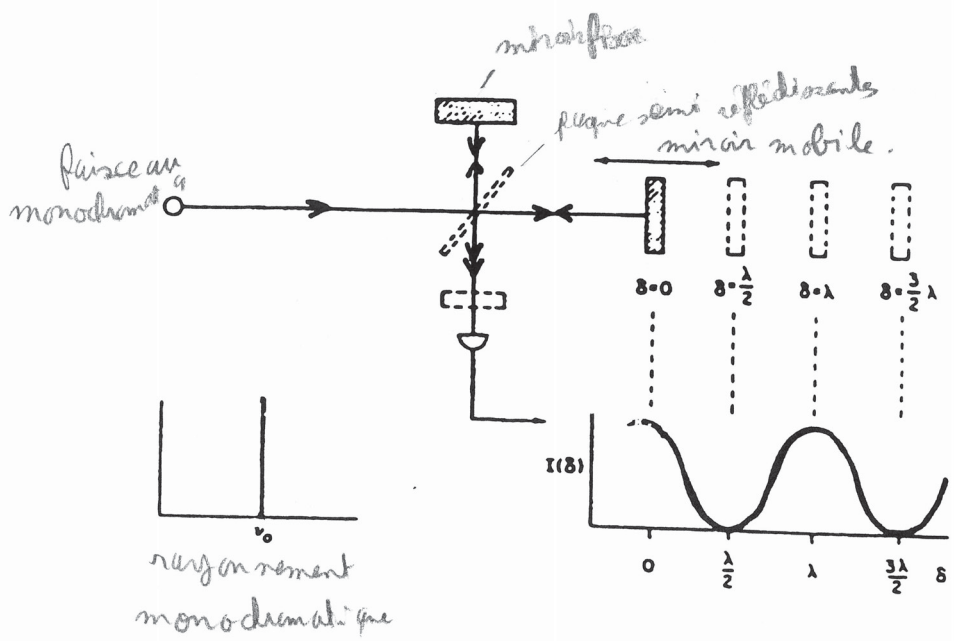 miroir fixe
plaque semi réfléchissante
miroir mobile.
faisceau
monochromatiq
δ=0 δ=λ/2 δ=λ δ=3/2 λ
I(δ)
ν₀
0 λ/2 λ 3λ/2 δ
rayonnement
monochromatique